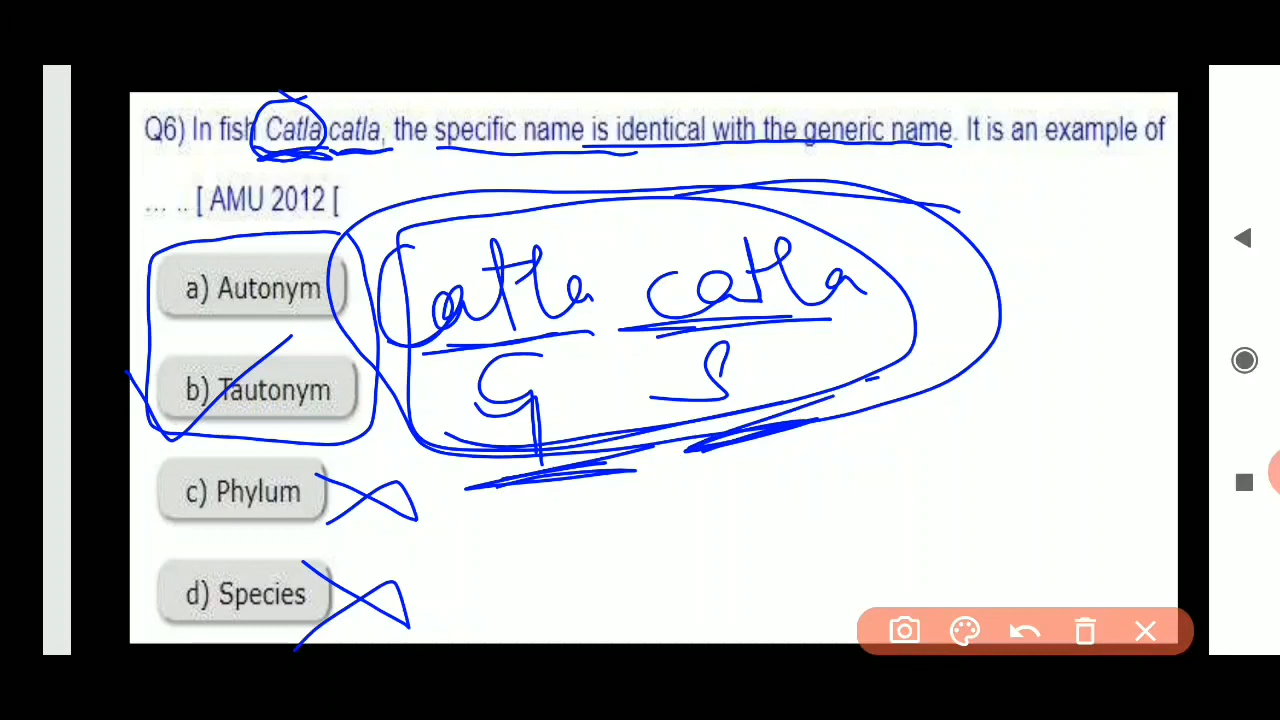 Q6) In fish Catla catla, the specific name is identical with the generic name. It is an example of
... .. [ AMU 2012 [
a) Autonym
Catla catla
b) Tautonym
G S
c) Phylum
d) Species